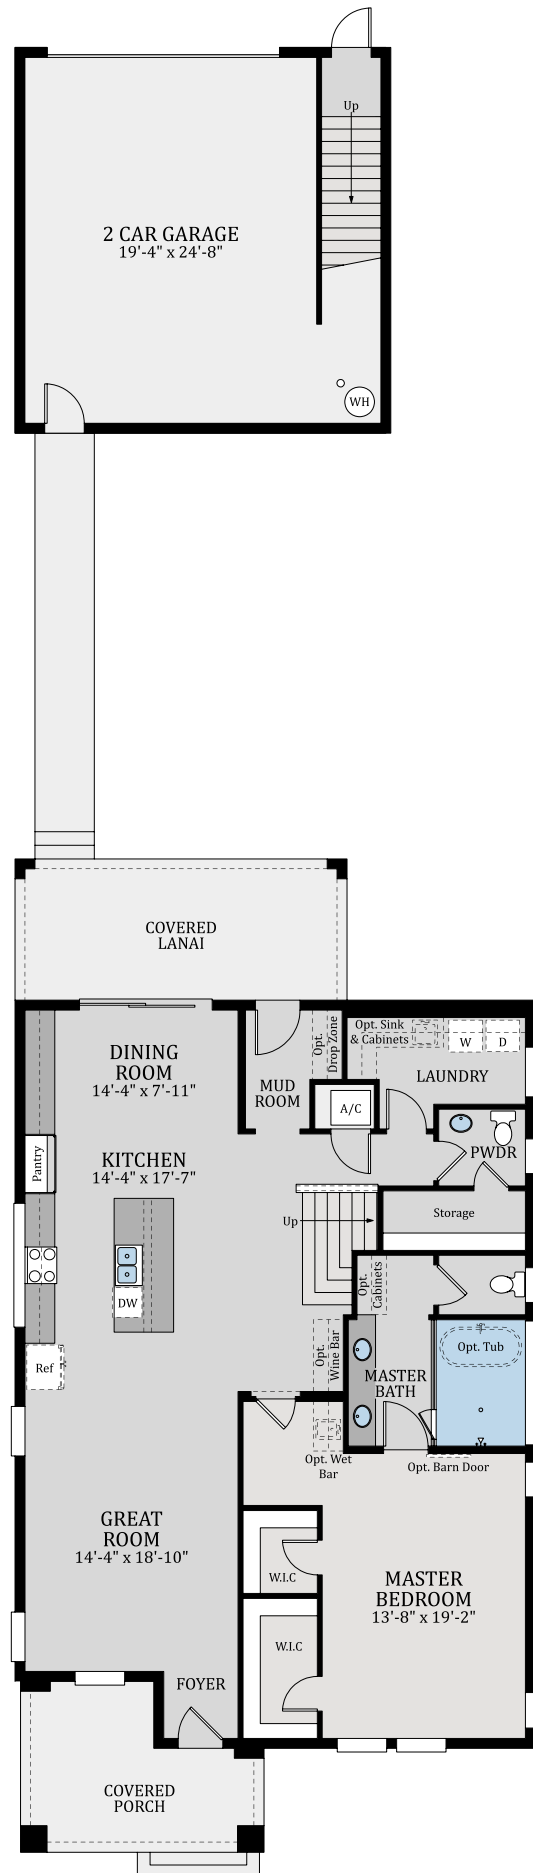 Up
2 CAR GARAGE
19'-4" x 24'-8"
WH
COVERED
LANAI
DINING
ROOM
14'-4" x 7'-11"
Opt.
Drop Zone
Opt. Sink
& Cabinets
W
D
LAUNDRY
MUD
ROOM
A/C
Pantry
KITCHEN
14'-4" x 17'-7"
PWDR
Storage
Up
DW
Opt.
Cabinets
Ref
Opt.
Wine Bar
Opt. Tub
MASTER
BATH
Opt. Wet
Bar
Opt. Barn Door
GREAT
ROOM
14'-4" x 18'-10"
W.I.C
MASTER
BEDROOM
13'-8" x 19'-2"
W.I.C
FOYER
COVERED
PORCH